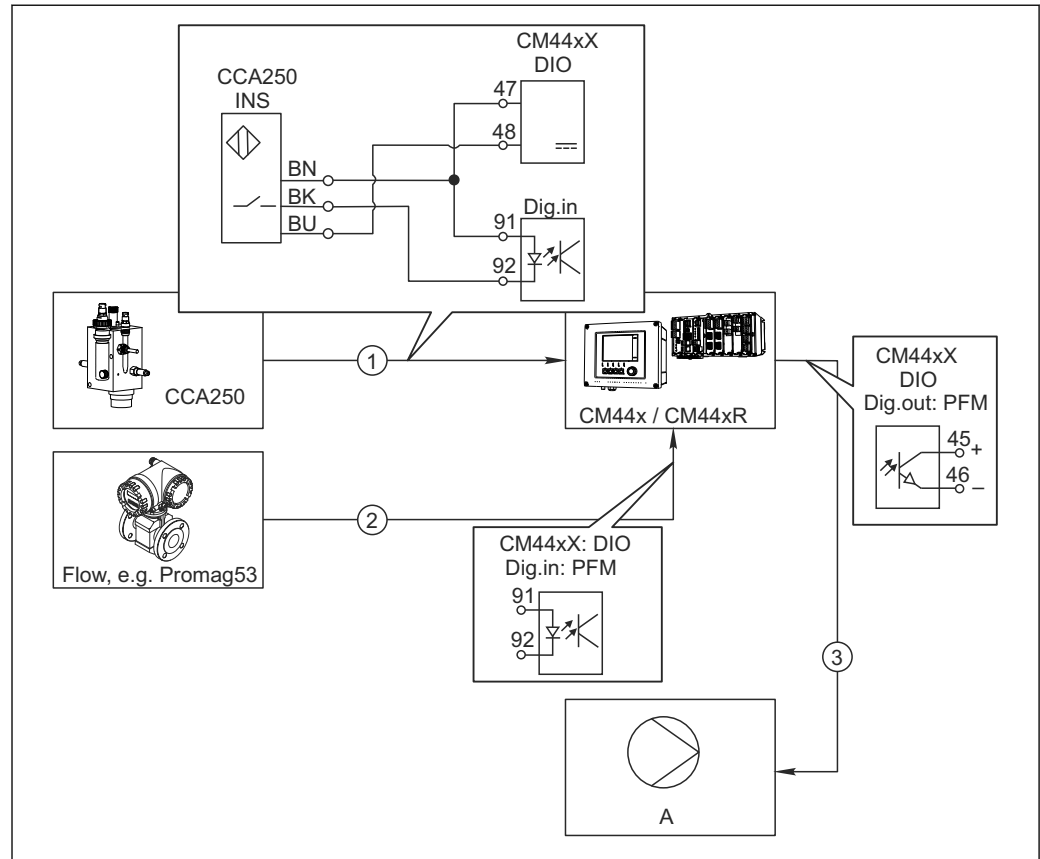 CM44xX
DIO
CCA250
INS
47
48
BN
BK
BU
Dig.in
91
92
1
CCA250
CM44x / CM44xR
CM44xX
DIO
Dig.out: PFM
45
+
46
–
2
Flow, e.g. Promag53
CM44xX: DIO
Dig.in: PFM
91
92
3
A